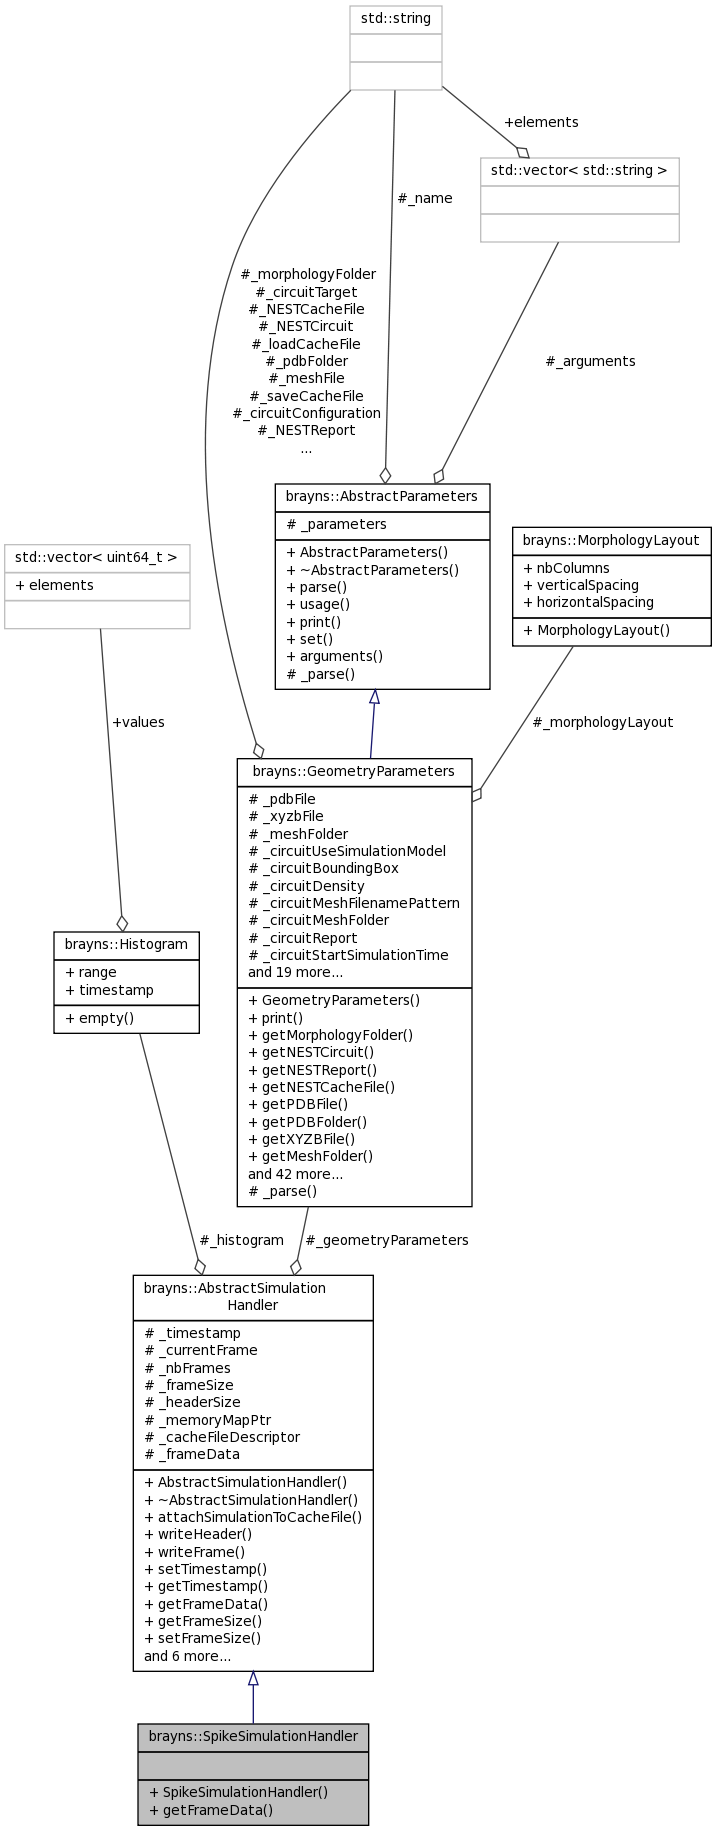 std::string
+elements
std::vector< std::string >
#_name
#_morphologyFolder
#_circuitTarget
#_NESTCacheFile
#_NESTCircuit
#_loadCacheFile
#_pdbFolder
#_meshFile
#_saveCacheFile
#_circuitConfiguration
#_NESTReport
...
#_arguments
brayns::AbstractParameters
# _parameters
+ AbstractParameters()
+ ~AbstractParameters()
+ parse()
+ usage()
+ print()
+ set()
+ arguments()
# _parse()
brayns::MorphologyLayout
+ nbColumns
+ verticalSpacing
+ horizontalSpacing
+ MorphologyLayout()
std::vector< uint64_t >
+ elements
+values
#_morphologyLayout
brayns::GeometryParameters
# _pdbFile
# _xyzbFile
# _meshFolder
# _circuitUseSimulationModel
# _circuitBoundingBox
# _circuitDensity
# _circuitMeshFilenamePattern
# _circuitMeshFolder
# _circuitReport
# _circuitStartSimulationTime
and 19 more...
+ GeometryParameters()
+ print()
+ getMorphologyFolder()
+ getNESTCircuit()
+ getNESTReport()
+ getNESTCacheFile()
+ getPDBFile()
+ getPDBFolder()
+ getXYZBFile()
+ getMeshFolder()
and 42 more...
# _parse()
brayns::Histogram
+ range
+ timestamp
+ empty()
#_histogram
#_geometryParameters
brayns::AbstractSimulation
Handler
# _timestamp
# _currentFrame
# _nbFrames
# _frameSize
# _headerSize
# _memoryMapPtr
# _cacheFileDescriptor
# _frameData
+ AbstractSimulationHandler()
+ ~AbstractSimulationHandler()
+ attachSimulationToCacheFile()
+ writeHeader()
+ writeFrame()
+ setTimestamp()
+ getTimestamp()
+ getFrameData()
+ getFrameSize()
+ setFrameSize()
and 6 more...
brayns::SpikeSimulationHandler
+ SpikeSimulationHandler()
+ getFrameData()